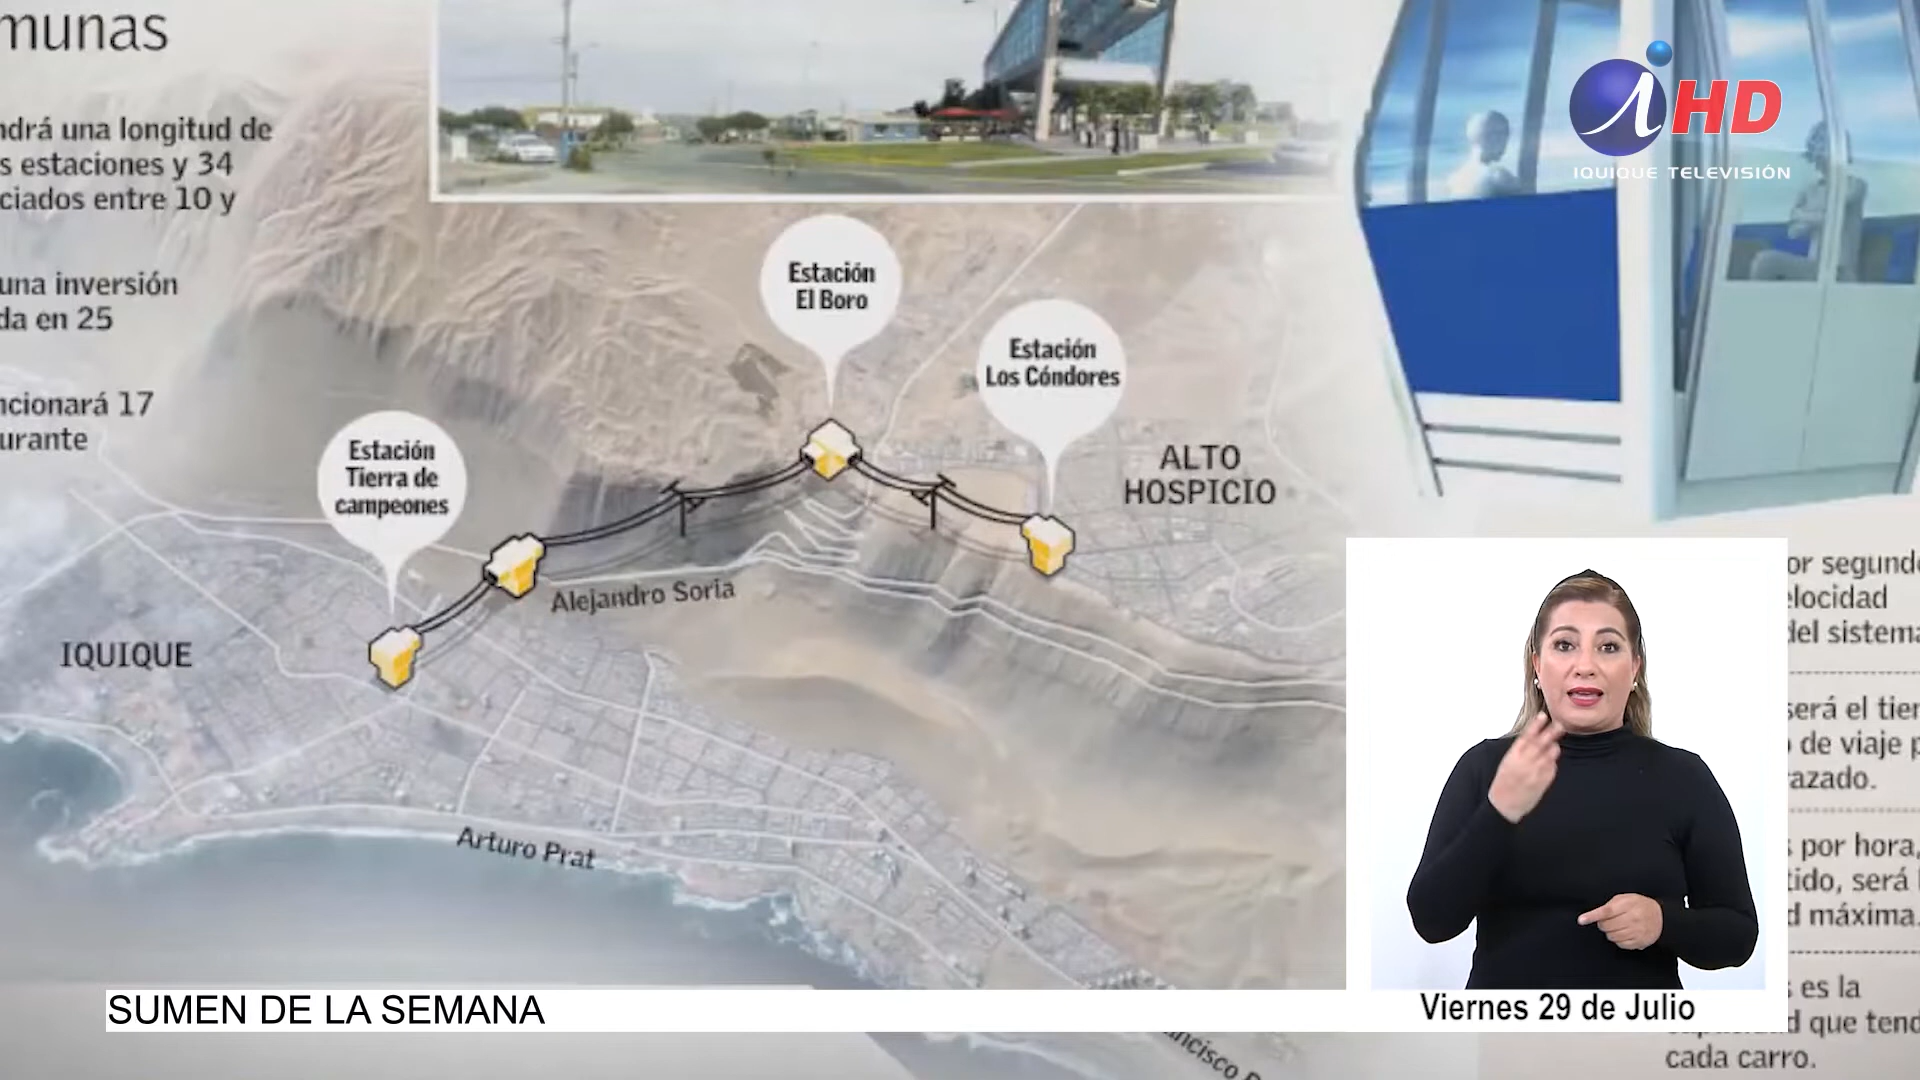 munas
ndrá una longitud de
s estaciones y 34
ciados entre 10 y
una inversión
da en 25
ncionará 17
urante
HD
IQUIQUE TELEVISIÓN
Estación
El Boro
Estación
Los Cóndores
Estación
Tierra de
campeones
ALTO
HOSPICIO
Alejandro Soria
IQUIQUE
Arturo Prat
or segund
elocidad
del sistema
será el tie
de viaje p
azado.
por hora,
tido, será
d máxima.
es es la
d que tend
cada carro.
SUMEN DE LA SEMANA
Viernes 29 de Julio